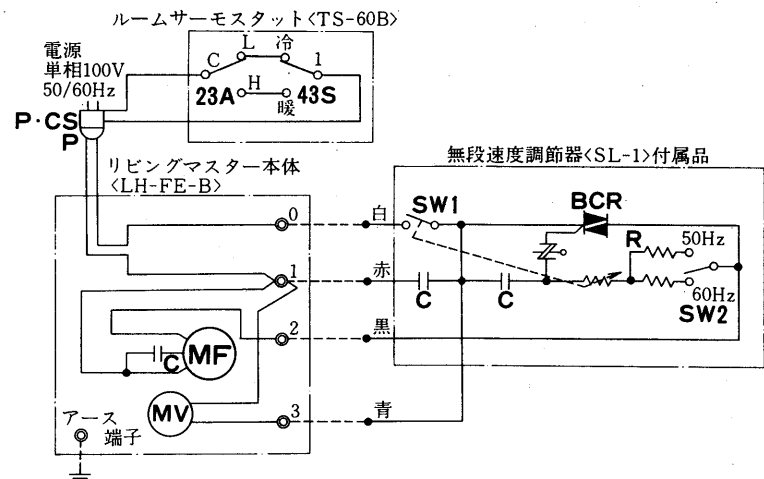 ルームサーモスタット<TS-60B>
電源
単相100V
50/60Hz
C
L
冷
1
23A
H
43S
暖
P・CS
P
リビングマスター本体
<LH-FE-B>
無段速度調節器<SL-1>付属品
0
白
SW1
BCR
R
50Hz
1
赤
C
C
60Hz
SW2
2
黒
C
MF
MV
3
青
アース
端子